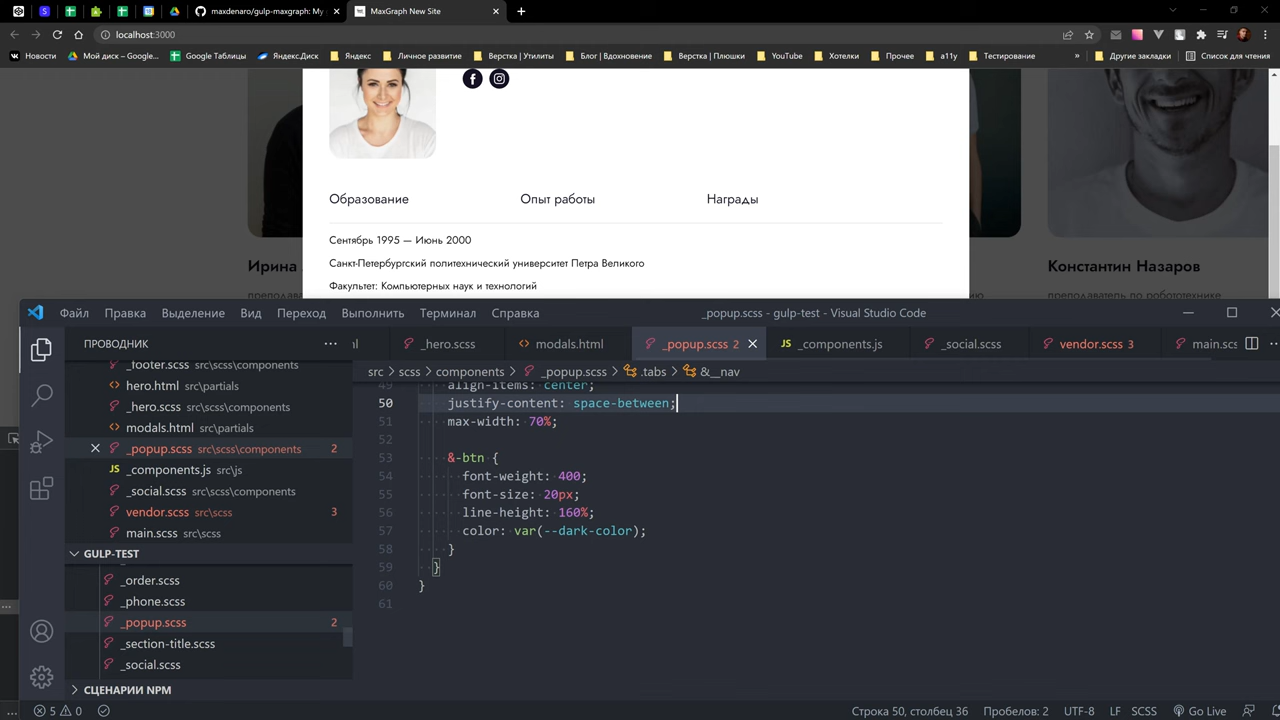 maxdenaro/gulp-maxgraph: My
MaxGraph New Site
localhost:3000
Новости
Мой диск – Google...
Google Таблицы
Яндекс.Диск
Яндекс
Личное развитие
Верстка | Утилиты
Блог | Вдохновение
Верстка | Плюшки
YouTube
Хотелки
Прочее
a11y
Тестирование
»
Другие закладки
Список для чтения
Образование
Опыт работы
Награды
Сентябрь 1995 — Июнь 2000
Санкт-Петербургский политехнический университет Петра Великого
Факультет: Компьютерных наук и технологий
Ирина
Константин Назаров
преподаватель по робототехнике
Файл Правка Выделение Вид Переход Выполнить Терминал Справка
_popup.scss - gulp-test - Visual Studio Code
ПРОВОДНИК
_hero.scss
modals.html
_popup.scss 2
_components.js
_social.scss
vendor.scss 3
main.scs
src > scss > components > _popup.scss > .tabs > &__nav
_footer.scss src\scss\components
hero.html src\partials
_hero.scss src\scss\components
modals.html src\partials
_popup.scss src\scss\components 2
_components.js src\js
_social.scss src\scss\components
vendor.scss src\scss 3
main.scss src\scss
GULP-TEST
_order.scss
_phone.scss
_popup.scss 2
_section-title.scss
_social.scss
СЦЕНАРИИ NPM
49 align-items: center;
50 justify-content: space-between;
51 max-width: 70%;
52
53 &-btn {
54 font-weight: 400;
55 font-size: 20px;
56 line-height: 160%;
57 color: var(--dark-color);
58 }
59 }
60 }
61
5 0
Строка 50, столбец 36
Пробелов: 2
UTF-8
LF
SCSS
Go Live